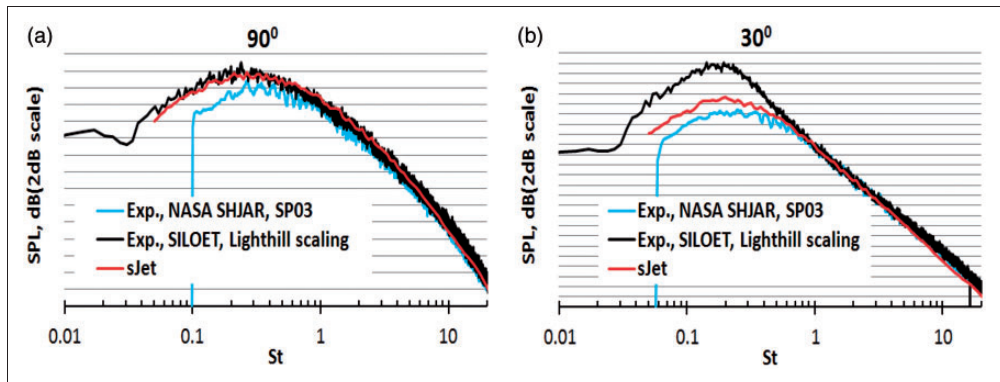 (a)
90⁰
SPL, dB(2dB scale)
Exp., NASA SHJAR, SP03
Exp., SILOET, Lighthill scaling
sJet
0.01
0.1
1
10
St
(b)
30⁰
SPL, dB(2dB scale)
Exp., NASA SHJAR, SP03
Exp., SILOET, Lighthill scaling
sJet
0.01
0.1
1
10
St